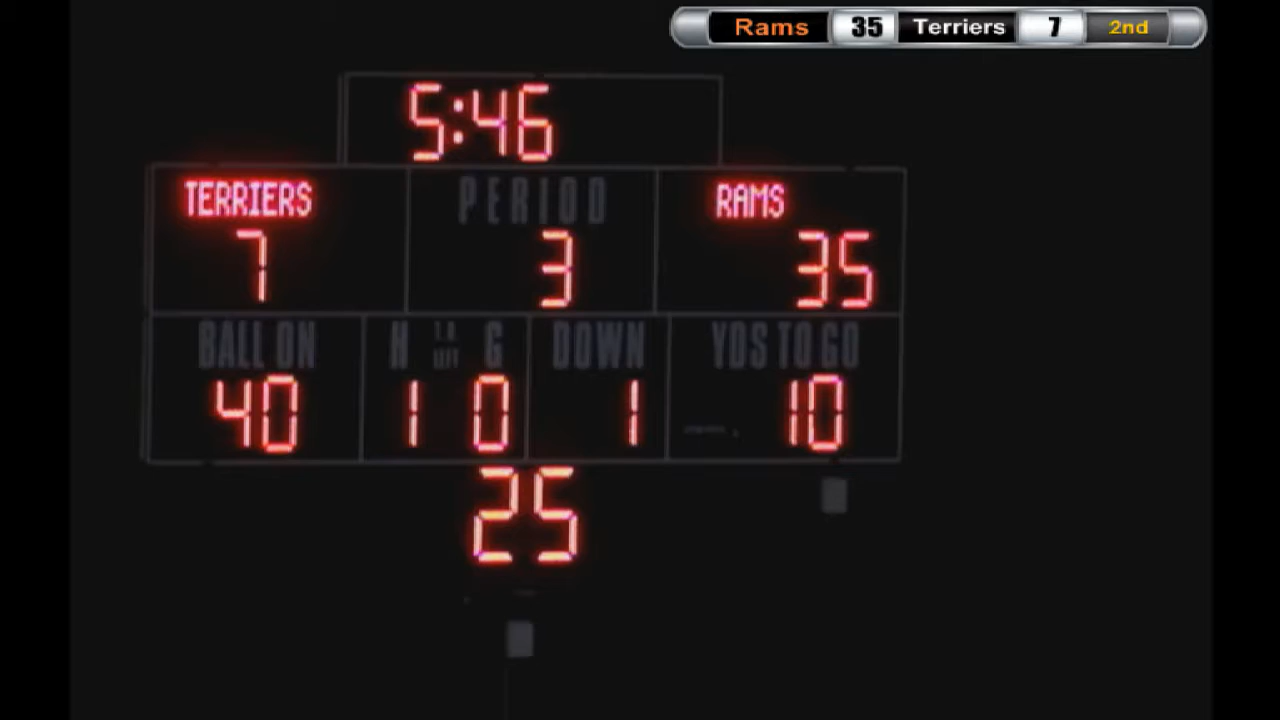 Rams 35 Terriers 7 2nd
5:46
TERRIERS PERIOD RAMS
7 3 35
BALL ON H T.O. LEFT G DOWN YDS TO GO
40 1 0 1 10
25